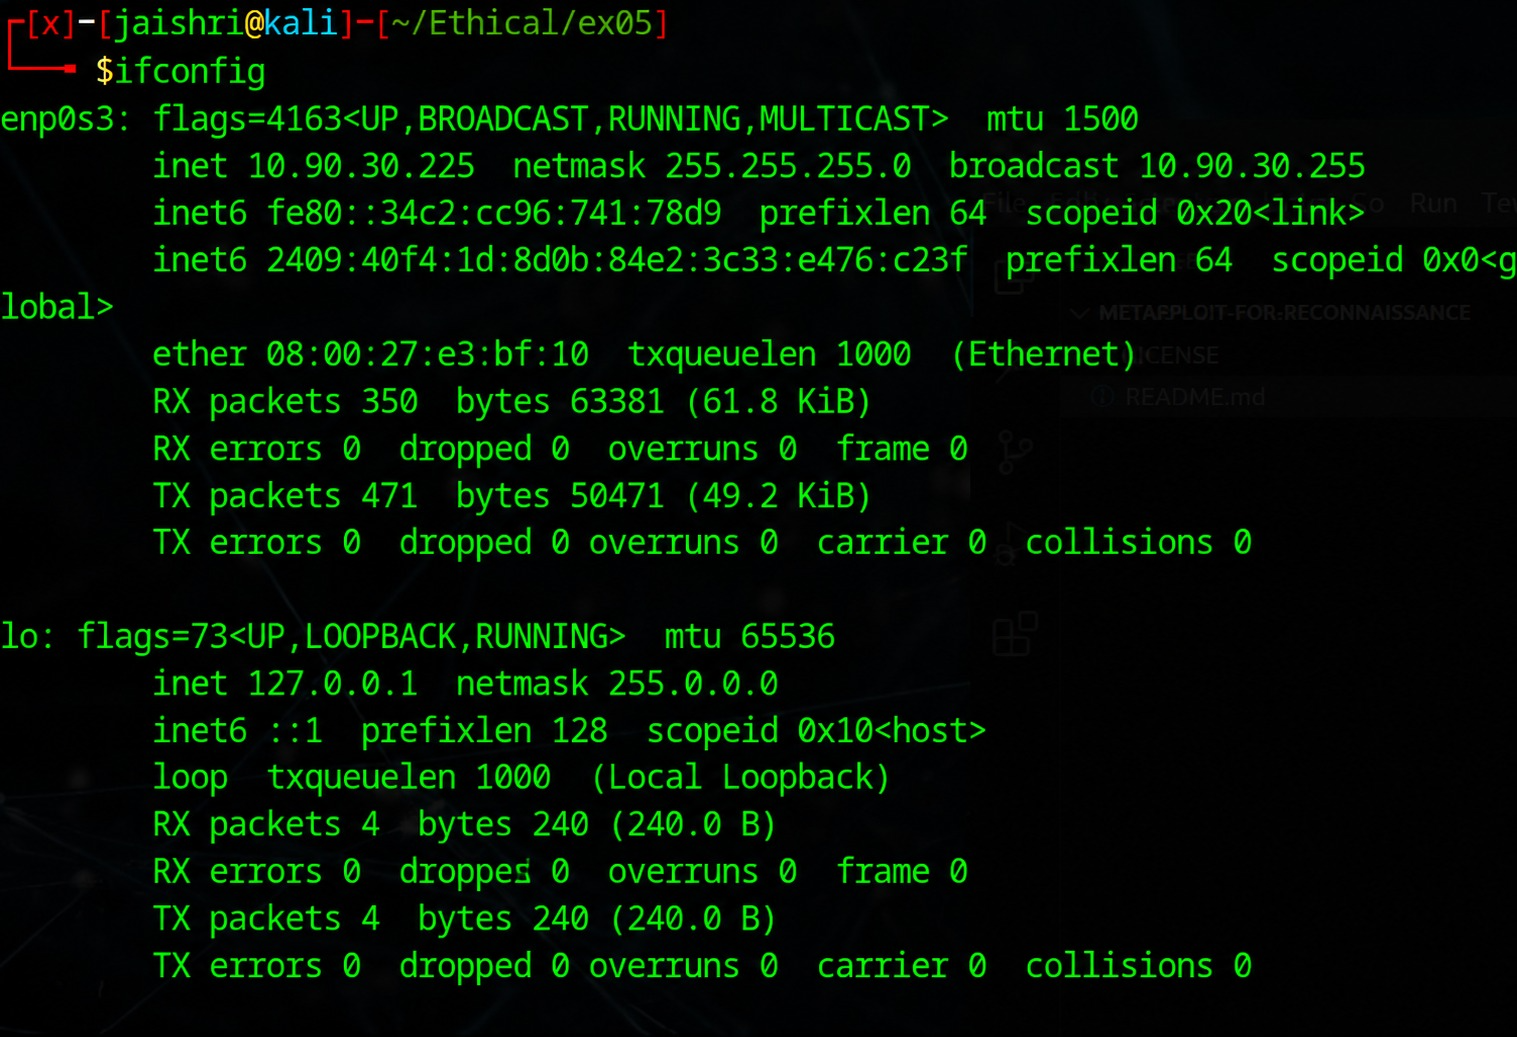 [x]-[jaishri@kali]-[~/Ethical/ex05]
$ifconfig
enp0s3: flags=4163<UP,BROADCAST,RUNNING,MULTICAST>  mtu 1500
        inet 10.90.30.225  netmask 255.255.255.0  broadcast 10.90.30.255
        inet6 fe80::34c2:cc96:741:78d9  prefixlen 64  scopeid 0x20<link>
        inet6 2409:40f4:1d:8d0b:84e2:3c33:e476:c23f  prefixlen 64  scopeid 0x0<g
lobal>
        ether 08:00:27:e3:bf:10  txqueuelen 1000  (Ethernet)
        RX packets 350  bytes 63381 (61.8 KiB)
        RX errors 0  dropped 0  overruns 0  frame 0
        TX packets 471  bytes 50471 (49.2 KiB)
        TX errors 0  dropped 0 overruns 0  carrier 0  collisions 0
lo: flags=73<UP,LOOPBACK,RUNNING>  mtu 65536
        inet 127.0.0.1  netmask 255.0.0.0
        inet6 ::1  prefixlen 128  scopeid 0x10<host>
        loop  txqueuelen 1000  (Local Loopback)
        RX packets 4  bytes 240 (240.0 B)
        RX errors 0  dropped 0  overruns 0  frame 0
        TX packets 4  bytes 240 (240.0 B)
        TX errors 0  dropped 0 overruns 0  carrier 0  collisions 0
File Run
RECONNAISSANCE
README.md